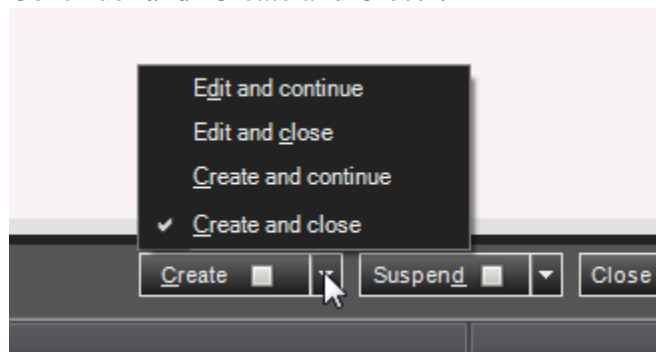 Edit and continue
Edit and close
Create and continue
Create and close
Create Suspend Close